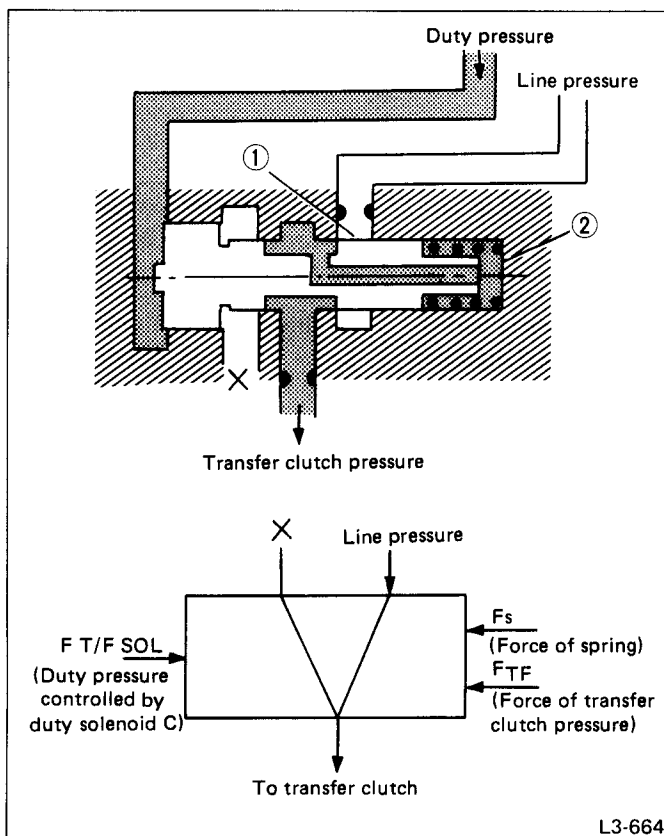 Duty pressure
Line pressure
①
②
Transfer clutch pressure
Line pressure
F T/F SOL
(Duty pressure
controlled by
duty solenoid C)
Fs
(Force of spring)
FTF
(Force of transfer
clutch pressure)
To transfer clutch
L3-664